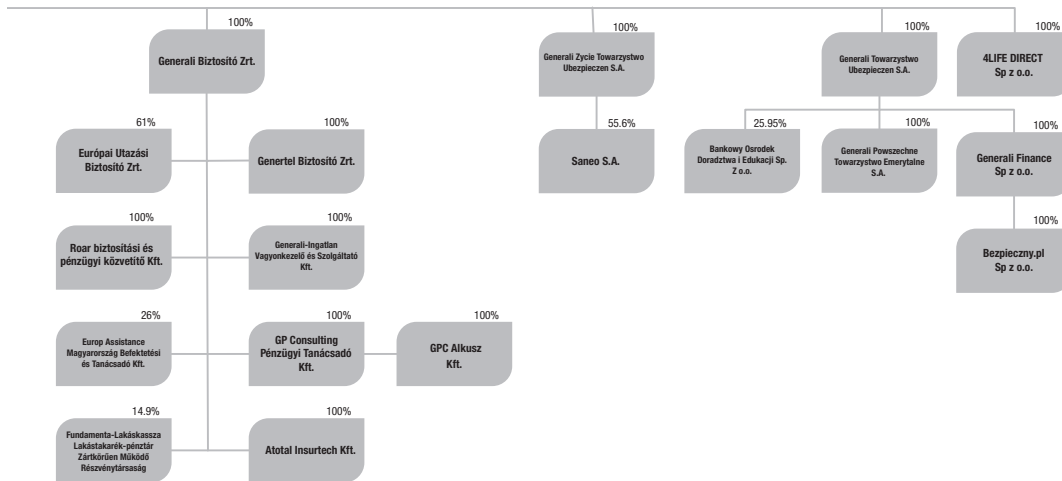 100%
Generali Biztosító Zrt.
100%
Generali Zycie Towarzystwo
Ubezpieczen S.A.
100%
Generali Towarzystwo
Ubezpieczen S.A.
100%
4LIFE DIRECT
Sp z o.o.
61%
Európai Utazási
Biztosító Zrt.
100%
Genertel Biztosító Zrt.
55.6%
Saneo S.A.
25.95%
Bankowy Osrodek
Doradztwa i Edukacji Sp.
Z o.o.
100%
Generali Powszechne
Towarzystwo Emerytalne
S.A.
100%
Generali Finance
Sp z o.o.
100%
Roar biztosítási és
pénzügyi közvetítő Kft.
100%
Generali-Ingatlan
Vagyonkezelő és Szolgáltató
Kft.
100%
Bezpieczny.pl
Sp z o.o.
26%
Europ Assistance
Magyarország Befektetési
és Tanácsadó Kft.
100%
GP Consulting
Pénzügyi Tanácsadó
Kft.
100%
GPC Alkusz
Kft.
14.9%
Fundamenta-Lakáskassza
Lakástakarék-pénztár
Zártkörűen Működő
Részvénytársaság
100%
Atotal Insurtech Kft.